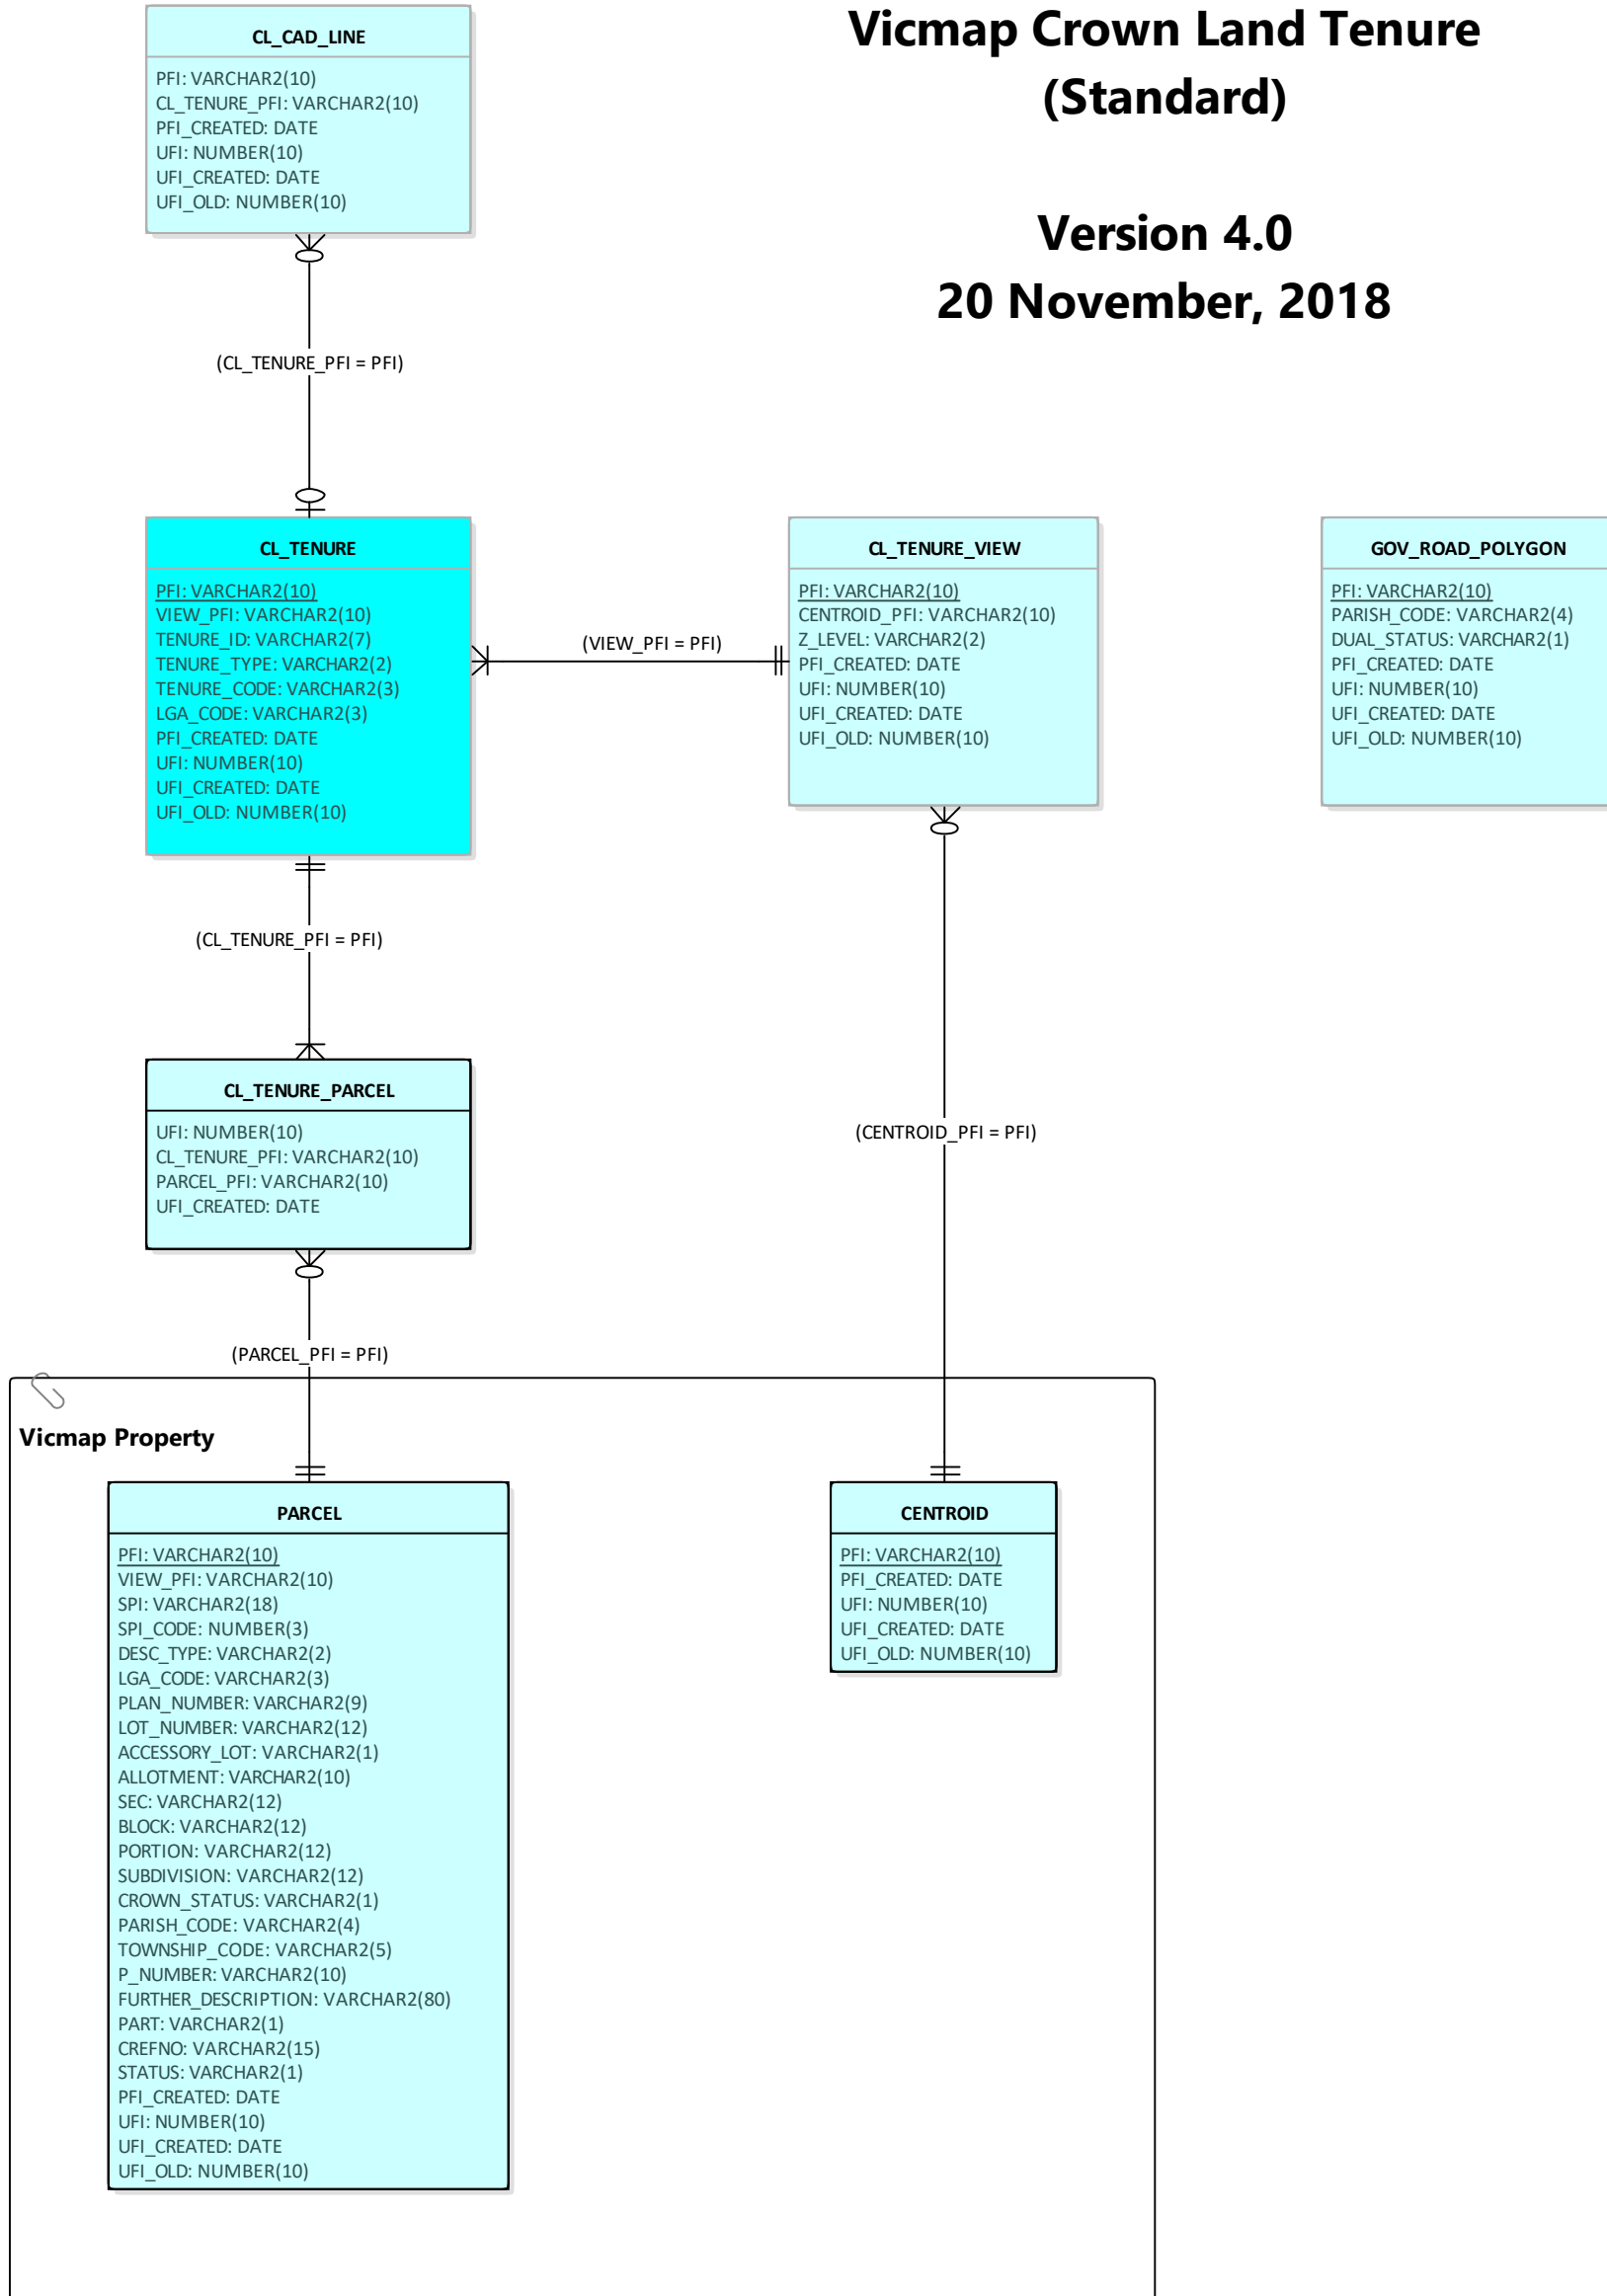 Vicmap Crown Land Tenure
(Standard)
Version 4.0
20 November, 2018
CL_CAD_LINE
PFI: VARCHAR2(10)
CL_TENURE_PFI: VARCHAR2(10)
PFI_CREATED: DATE
UFI: NUMBER(10)
UFI_CREATED: DATE
UFI_OLD: NUMBER(10)
(CL_TENURE_PFI = PFI)
CL_TENURE
PFI: VARCHAR2(10)
VIEW_PFI: VARCHAR2(10)
TENURE_ID: VARCHAR2(7)
TENURE_TYPE: VARCHAR2(2)
TENURE_CODE: VARCHAR2(3)
LGA_CODE: VARCHAR2(3)
PFI_CREATED: DATE
UFI: NUMBER(10)
UFI_CREATED: DATE
UFI_OLD: NUMBER(10)
(VIEW_PFI = PFI)
CL_TENURE_VIEW
PFI: VARCHAR2(10)
CENTROID_PFI: VARCHAR2(10)
Z_LEVEL: VARCHAR2(2)
PFI_CREATED: DATE
UFI: NUMBER(10)
UFI_CREATED: DATE
UFI_OLD: NUMBER(10)
GOV_ROAD_POLYGON
PFI: VARCHAR2(10)
PARISH_CODE: VARCHAR2(4)
DUAL_STATUS: VARCHAR2(1)
PFI_CREATED: DATE
UFI: NUMBER(10)
UFI_CREATED: DATE
UFI_OLD: NUMBER(10)
(CL_TENURE_PFI = PFI)
CL_TENURE_PARCEL
UFI: NUMBER(10)
CL_TENURE_PFI: VARCHAR2(10)
PARCEL_PFI: VARCHAR2(10)
UFI_CREATED: DATE
(CENTROID_PFI = PFI)
(PARCEL_PFI = PFI)
Vicmap Property
PARCEL
PFI: VARCHAR2(10)
VIEW_PFI: VARCHAR2(10)
SPI: VARCHAR2(18)
SPI_CODE: NUMBER(3)
DESC_TYPE: VARCHAR2(2)
LGA_CODE: VARCHAR2(3)
PLAN_NUMBER: VARCHAR2(9)
LOT_NUMBER: VARCHAR2(12)
ACCESSORY_LOT: VARCHAR2(1)
ALLOTMENT: VARCHAR2(10)
SEC: VARCHAR2(12)
BLOCK: VARCHAR2(12)
PORTION: VARCHAR2(12)
SUBDIVISION: VARCHAR2(12)
CROWN_STATUS: VARCHAR2(1)
PARISH_CODE: VARCHAR2(4)
TOWNSHIP_CODE: VARCHAR2(5)
P_NUMBER: VARCHAR2(10)
FURTHER_DESCRIPTION: VARCHAR2(80)
PART: VARCHAR2(1)
CREFNO: VARCHAR2(15)
STATUS: VARCHAR2(1)
PFI_CREATED: DATE
UFI: NUMBER(10)
UFI_CREATED: DATE
UFI_OLD: NUMBER(10)
CENTROID
PFI: VARCHAR2(10)
PFI_CREATED: DATE
UFI: NUMBER(10)
UFI_CREATED: DATE
UFI_OLD: NUMBER(10)